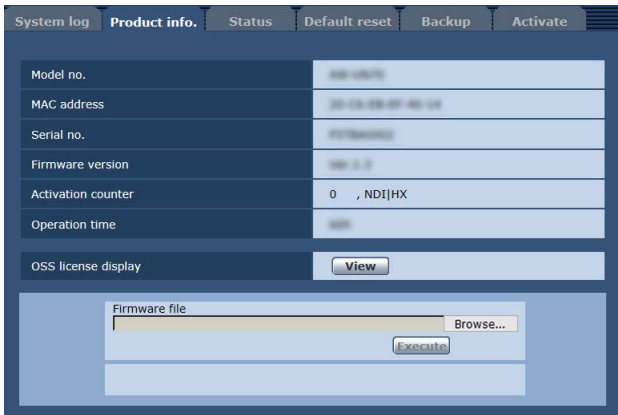 System log Product info. Status Default reset Backup Activate
Model no.
MAC address
Serial no.
Firmware version
Activation counter 0 , NDI|HX
Operation time
OSS license display View
Firmware file
Browse...
Execute